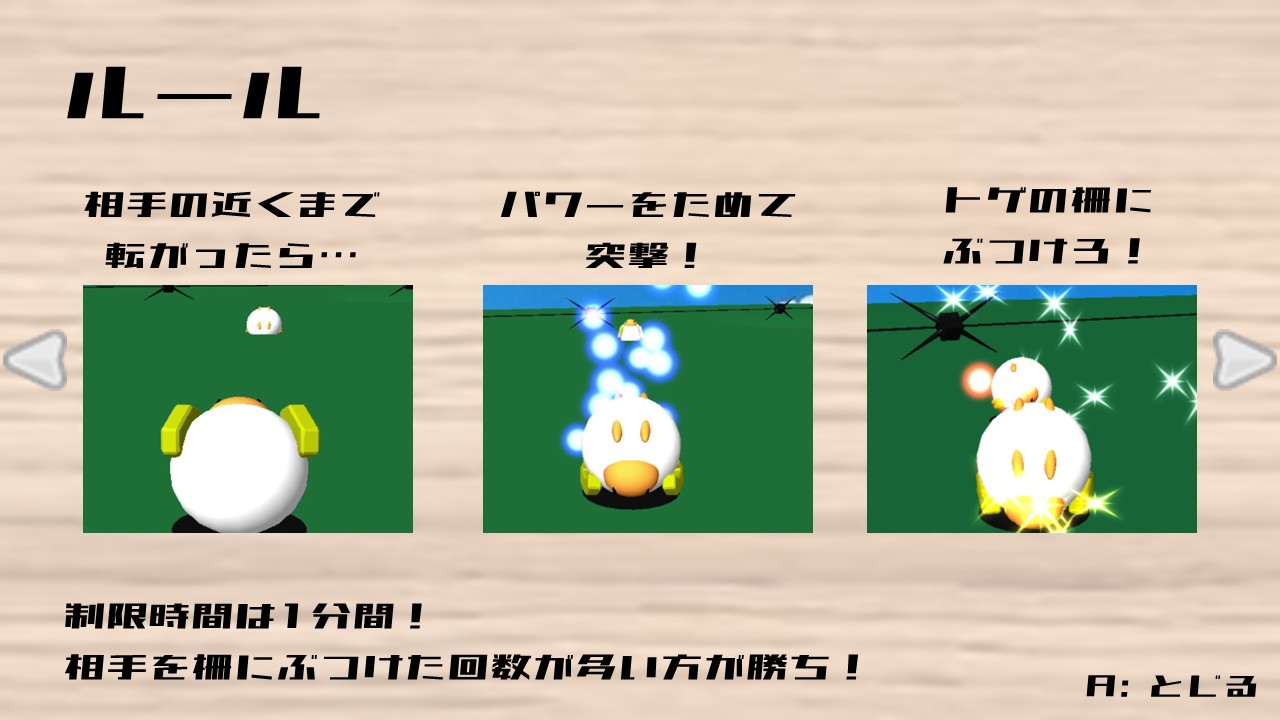 ルール
相手の近くまで
転がったら…
パワーをためて
突撃！
トゲの柵に
ぶつけろ！
制限時間は1分間！
相手を柵にぶつけた回数が多い方が勝ち！
A: とじる